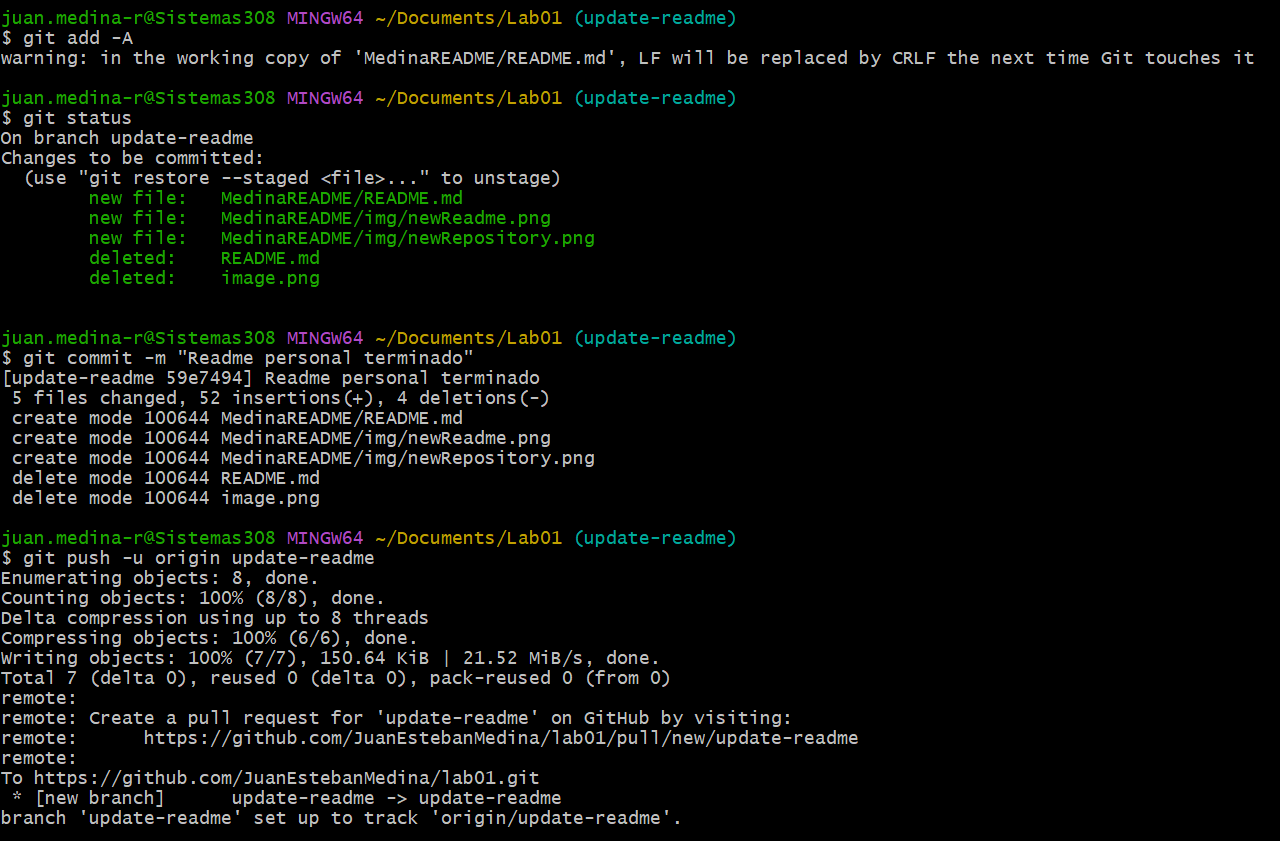 juan.medina-r@Sistemas308 MINGW64 ~/Documents/Lab01 (update-readme)
$ git add -A
warning: in the working copy of 'MedinaREADME/README.md', LF will be replaced by CRLF the next time Git touches it
juan.medina-r@Sistemas308 MINGW64 ~/Documents/Lab01 (update-readme)
$ git status
On branch update-readme
Changes to be committed:
  (use "git restore --staged <file>..." to unstage)
        new file:   MedinaREADME/README.md
        new file:   MedinaREADME/img/newReadme.png
        new file:   MedinaREADME/img/newRepository.png
        deleted:    README.md
        deleted:    image.png
juan.medina-r@Sistemas308 MINGW64 ~/Documents/Lab01 (update-readme)
$ git commit -m "Readme personal terminado"
[update-readme 59e7494] Readme personal terminado
 5 files changed, 52 insertions(+), 4 deletions(-)
 create mode 100644 MedinaREADME/README.md
 create mode 100644 MedinaREADME/img/newReadme.png
 create mode 100644 MedinaREADME/img/newRepository.png
 delete mode 100644 README.md
 delete mode 100644 image.png
juan.medina-r@Sistemas308 MINGW64 ~/Documents/Lab01 (update-readme)
$ git push -u origin update-readme
Enumerating objects: 8, done.
Counting objects: 100% (8/8), done.
Delta compression using up to 8 threads
Compressing objects: 100% (6/6), done.
Writing objects: 100% (7/7), 150.64 KiB | 21.52 MiB/s, done.
Total 7 (delta 0), reused 0 (delta 0), pack-reused 0 (from 0)
remote:
remote: Create a pull request for 'update-readme' on GitHub by visiting:
remote:      https://github.com/JuanEstebanMedina/lab01/pull/new/update-readme
remote:
To https://github.com/JuanEstebanMedina/lab01.git
 * [new branch]      update-readme -> update-readme
branch 'update-readme' set up to track 'origin/update-readme'.